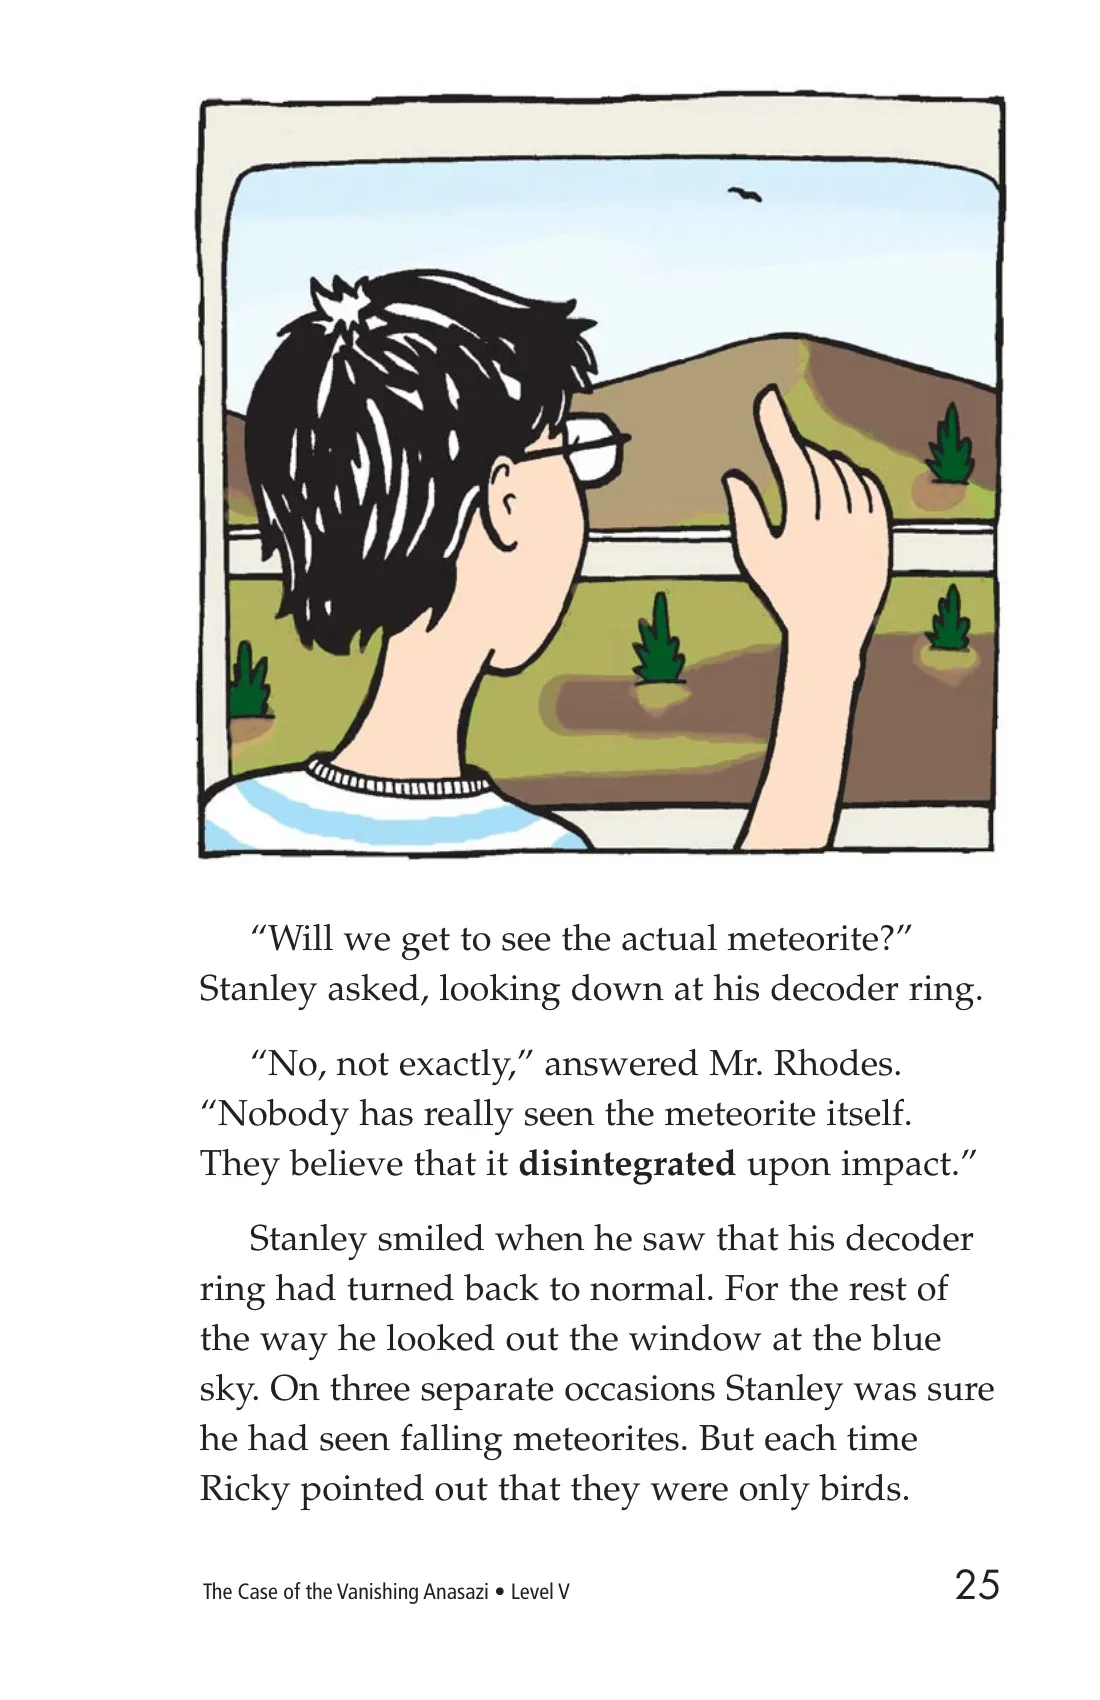 “Will we get to see the actual meteorite?”
Stanley asked, looking down at his decoder ring.
“No, not exactly,” answered Mr. Rhodes.
“Nobody has really seen the meteorite itself.
They believe that it disintegrated upon impact.”
Stanley smiled when he saw that his decoder
ring had turned back to normal. For the rest of
the way he looked out the window at the blue
sky. On three separate occasions Stanley was sure
he had seen falling meteorites. But each time
Ricky pointed out that they were only birds.
The Case of the Vanishing Anasazi • Level V
25